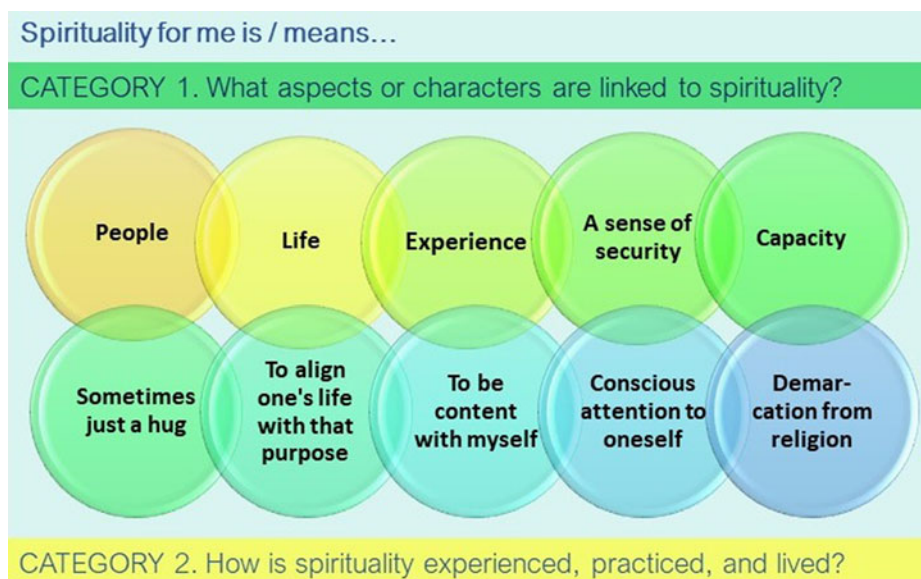 Spirituality for me is / means...
CATEGORY 1. What aspects or characters are linked to spirituality?
People
Life
Experience
A sense of
security
Capacity
Sometimes
just a hug
To align
one's life
with that
purpose
To be
content
with myself
Conscious
attention to
oneself
Demar-
cation from
religion
CATEGORY 2. How is spirituality experienced, practiced, and lived?